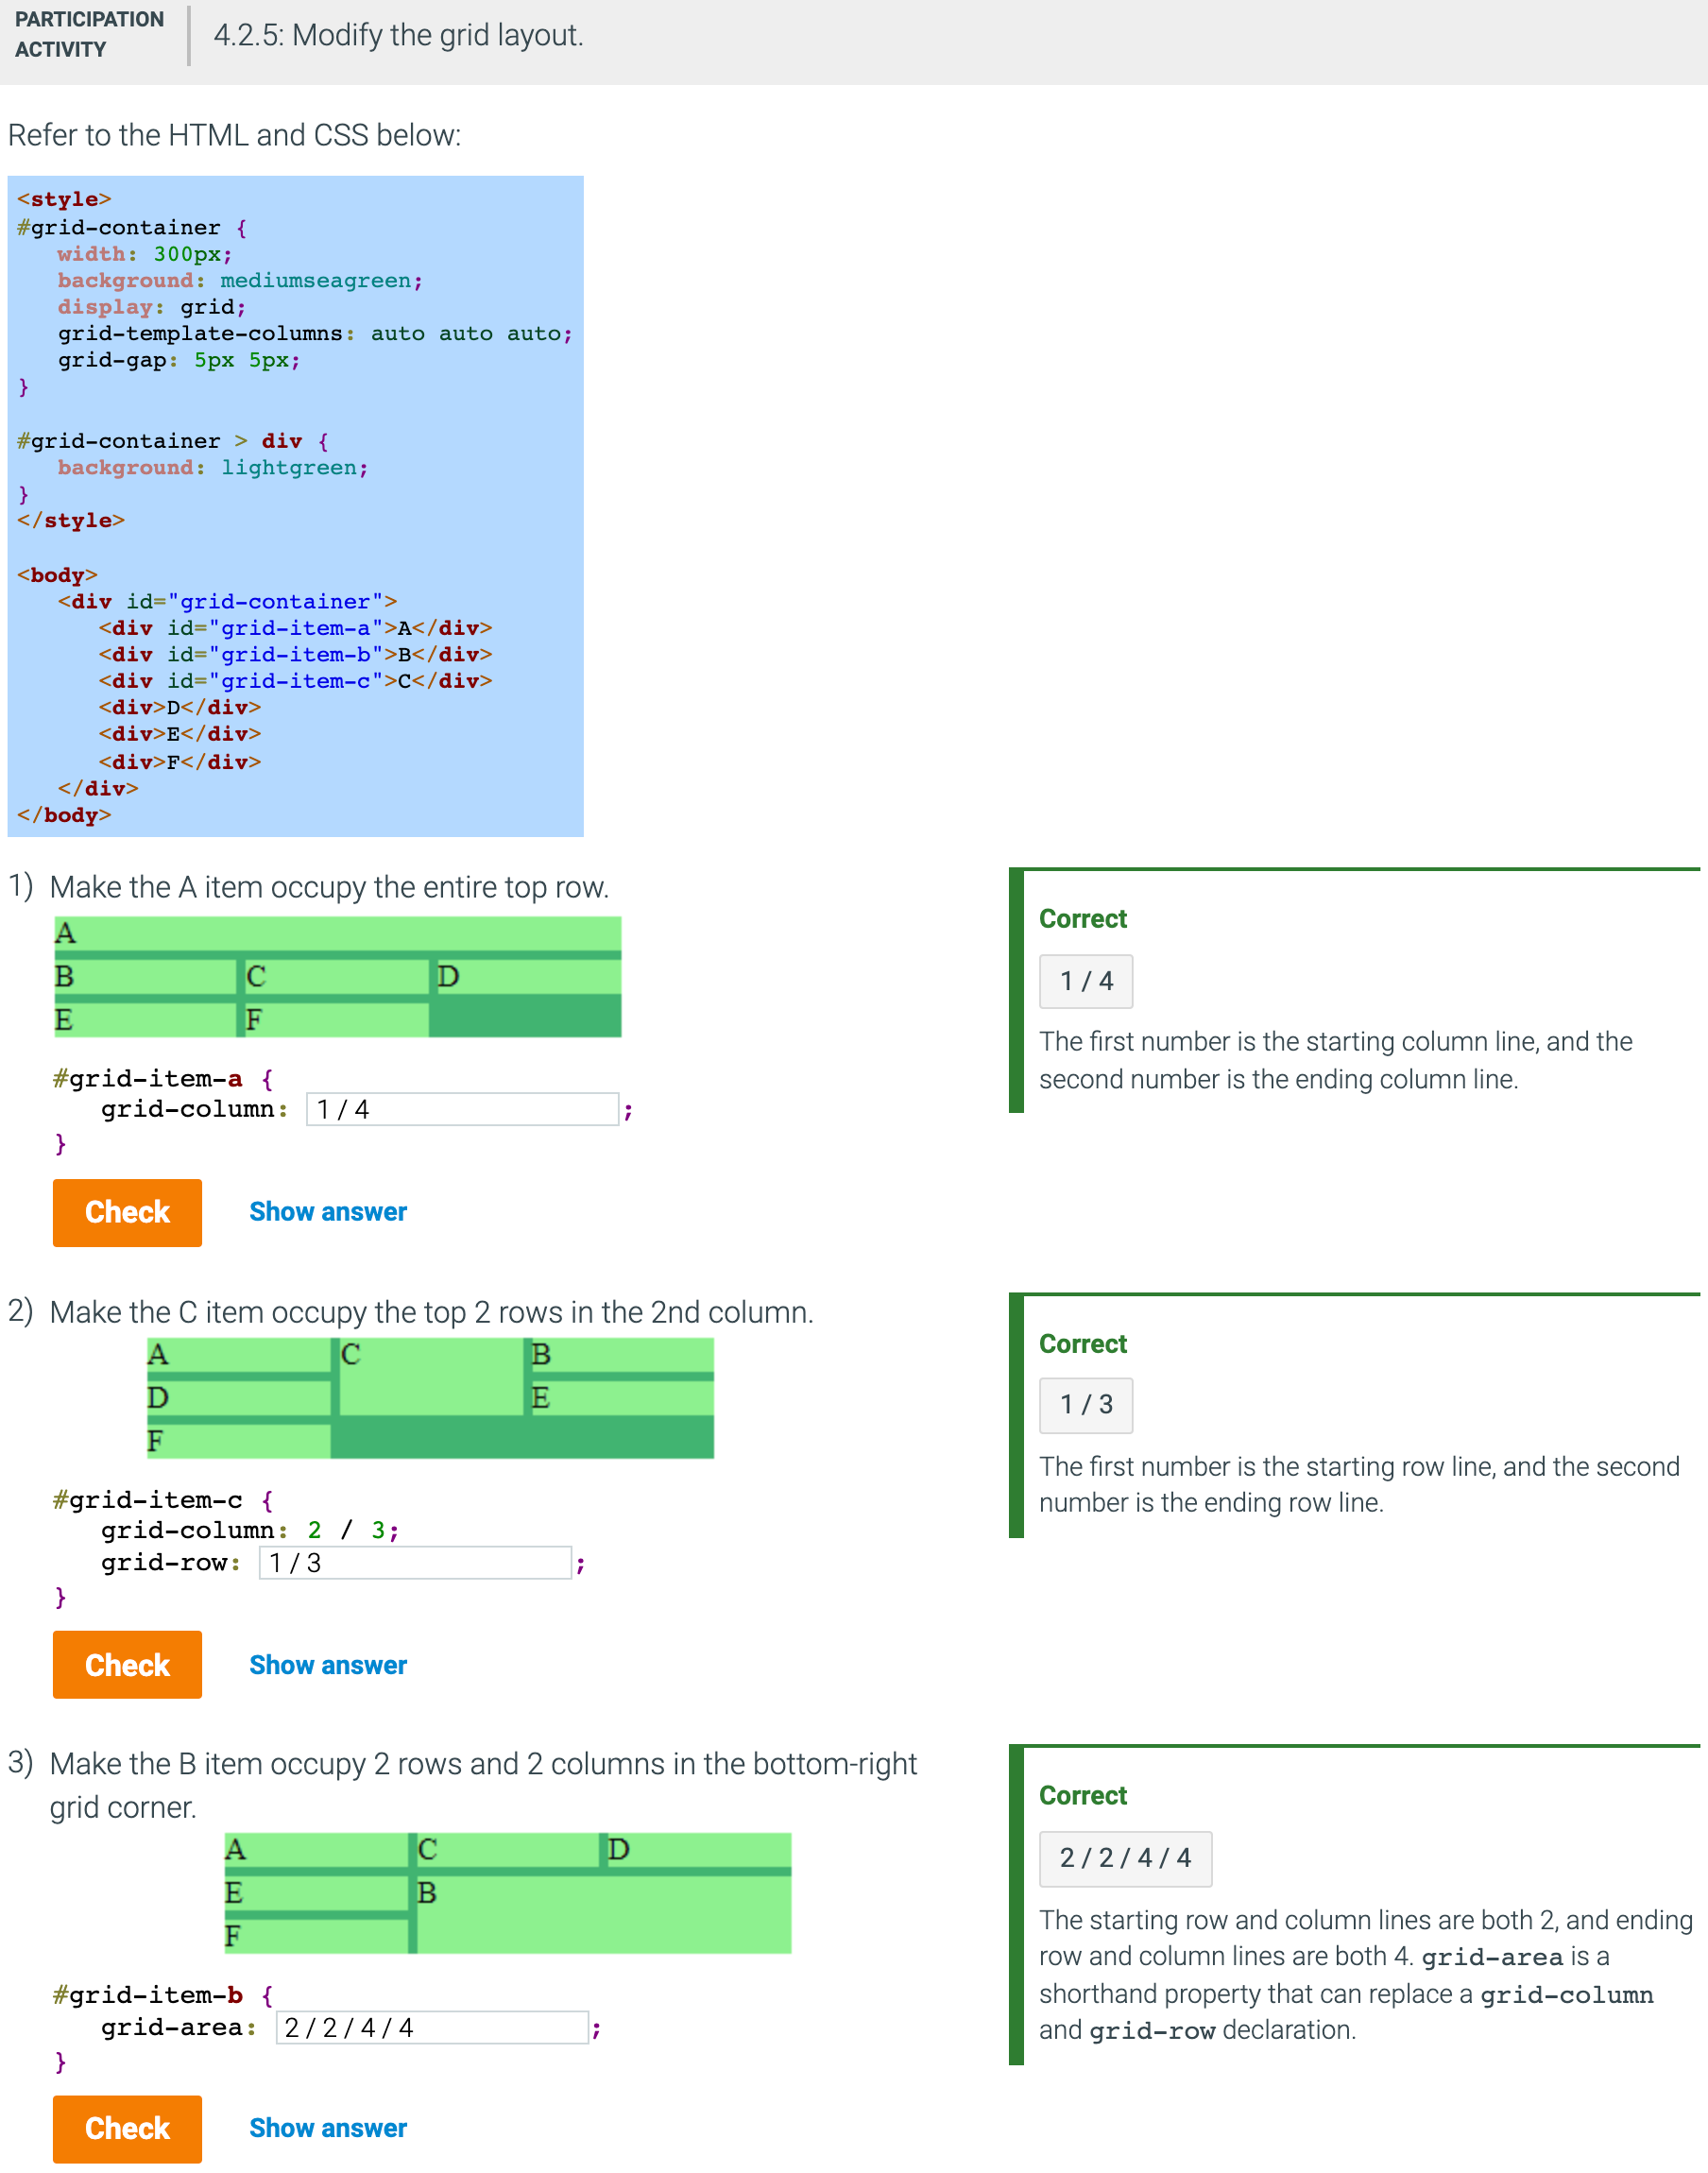 PARTICIPATION
ACTIVITY
4.2.5: Modify the grid layout.
Refer to the HTML and CSS below:
<style>
#grid-container {
   width: 300px;
   background: mediumseagreen;
   display: grid;
   grid-template-columns: auto auto auto;
   grid-gap: 5px 5px;
}

#grid-container > div {
   background: lightgreen;
}
</style>

<body>
   <div id="grid-container">
      <div id="grid-item-a">A</div>
      <div id="grid-item-b">B</div>
      <div id="grid-item-c">C</div>
      <div>D</div>
      <div>E</div>
      <div>F</div>
   </div>
</body>
1) Make the A item occupy the entire top row.
A
B C D
E F
#grid-item-a {
   grid-column: 1 / 4 ;
}
Check Show answer
Correct
1 / 4
The first number is the starting column line, and the
second number is the ending column line.
2) Make the C item occupy the top 2 rows in the 2nd column.
A C B
D E
F
#grid-item-c {
   grid-column: 2 / 3;
   grid-row: 1 / 3 ;
}
Check Show answer
Correct
1 / 3
The first number is the starting row line, and the second
number is the ending row line.
3) Make the B item occupy 2 rows and 2 columns in the bottom-right
grid corner.
A C D
E B
F
#grid-item-b {
   grid-area: 2 / 2 / 4 / 4 ;
}
Check Show answer
Correct
2 / 2 / 4 / 4
The starting row and column lines are both 2, and ending
row and column lines are both 4. grid-area is a
shorthand property that can replace a grid-column
and grid-row declaration.